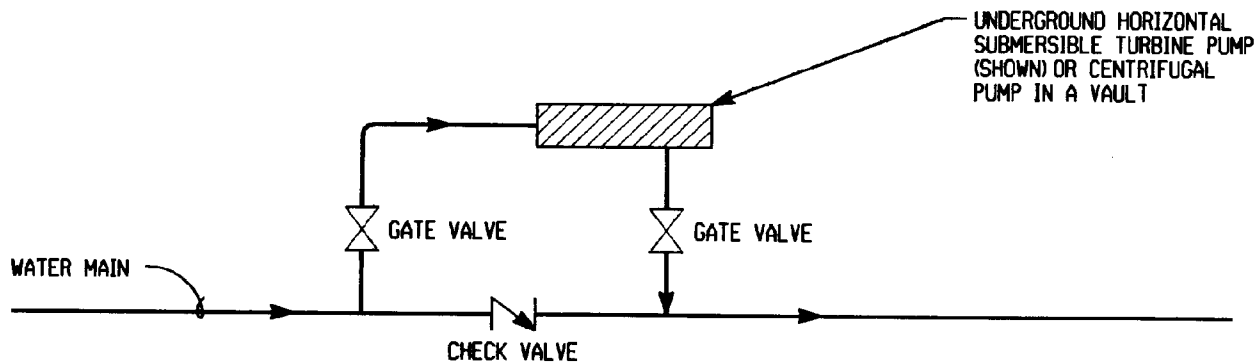 UNDERGROUND HORIZONTAL
SUBMERSIBLE TURBINE PUMP
(SHOWN) OR CENTRIFUGAL
PUMP IN A VAULT
GATE VALVE
GATE VALVE
WATER MAIN
CHECK VALVE